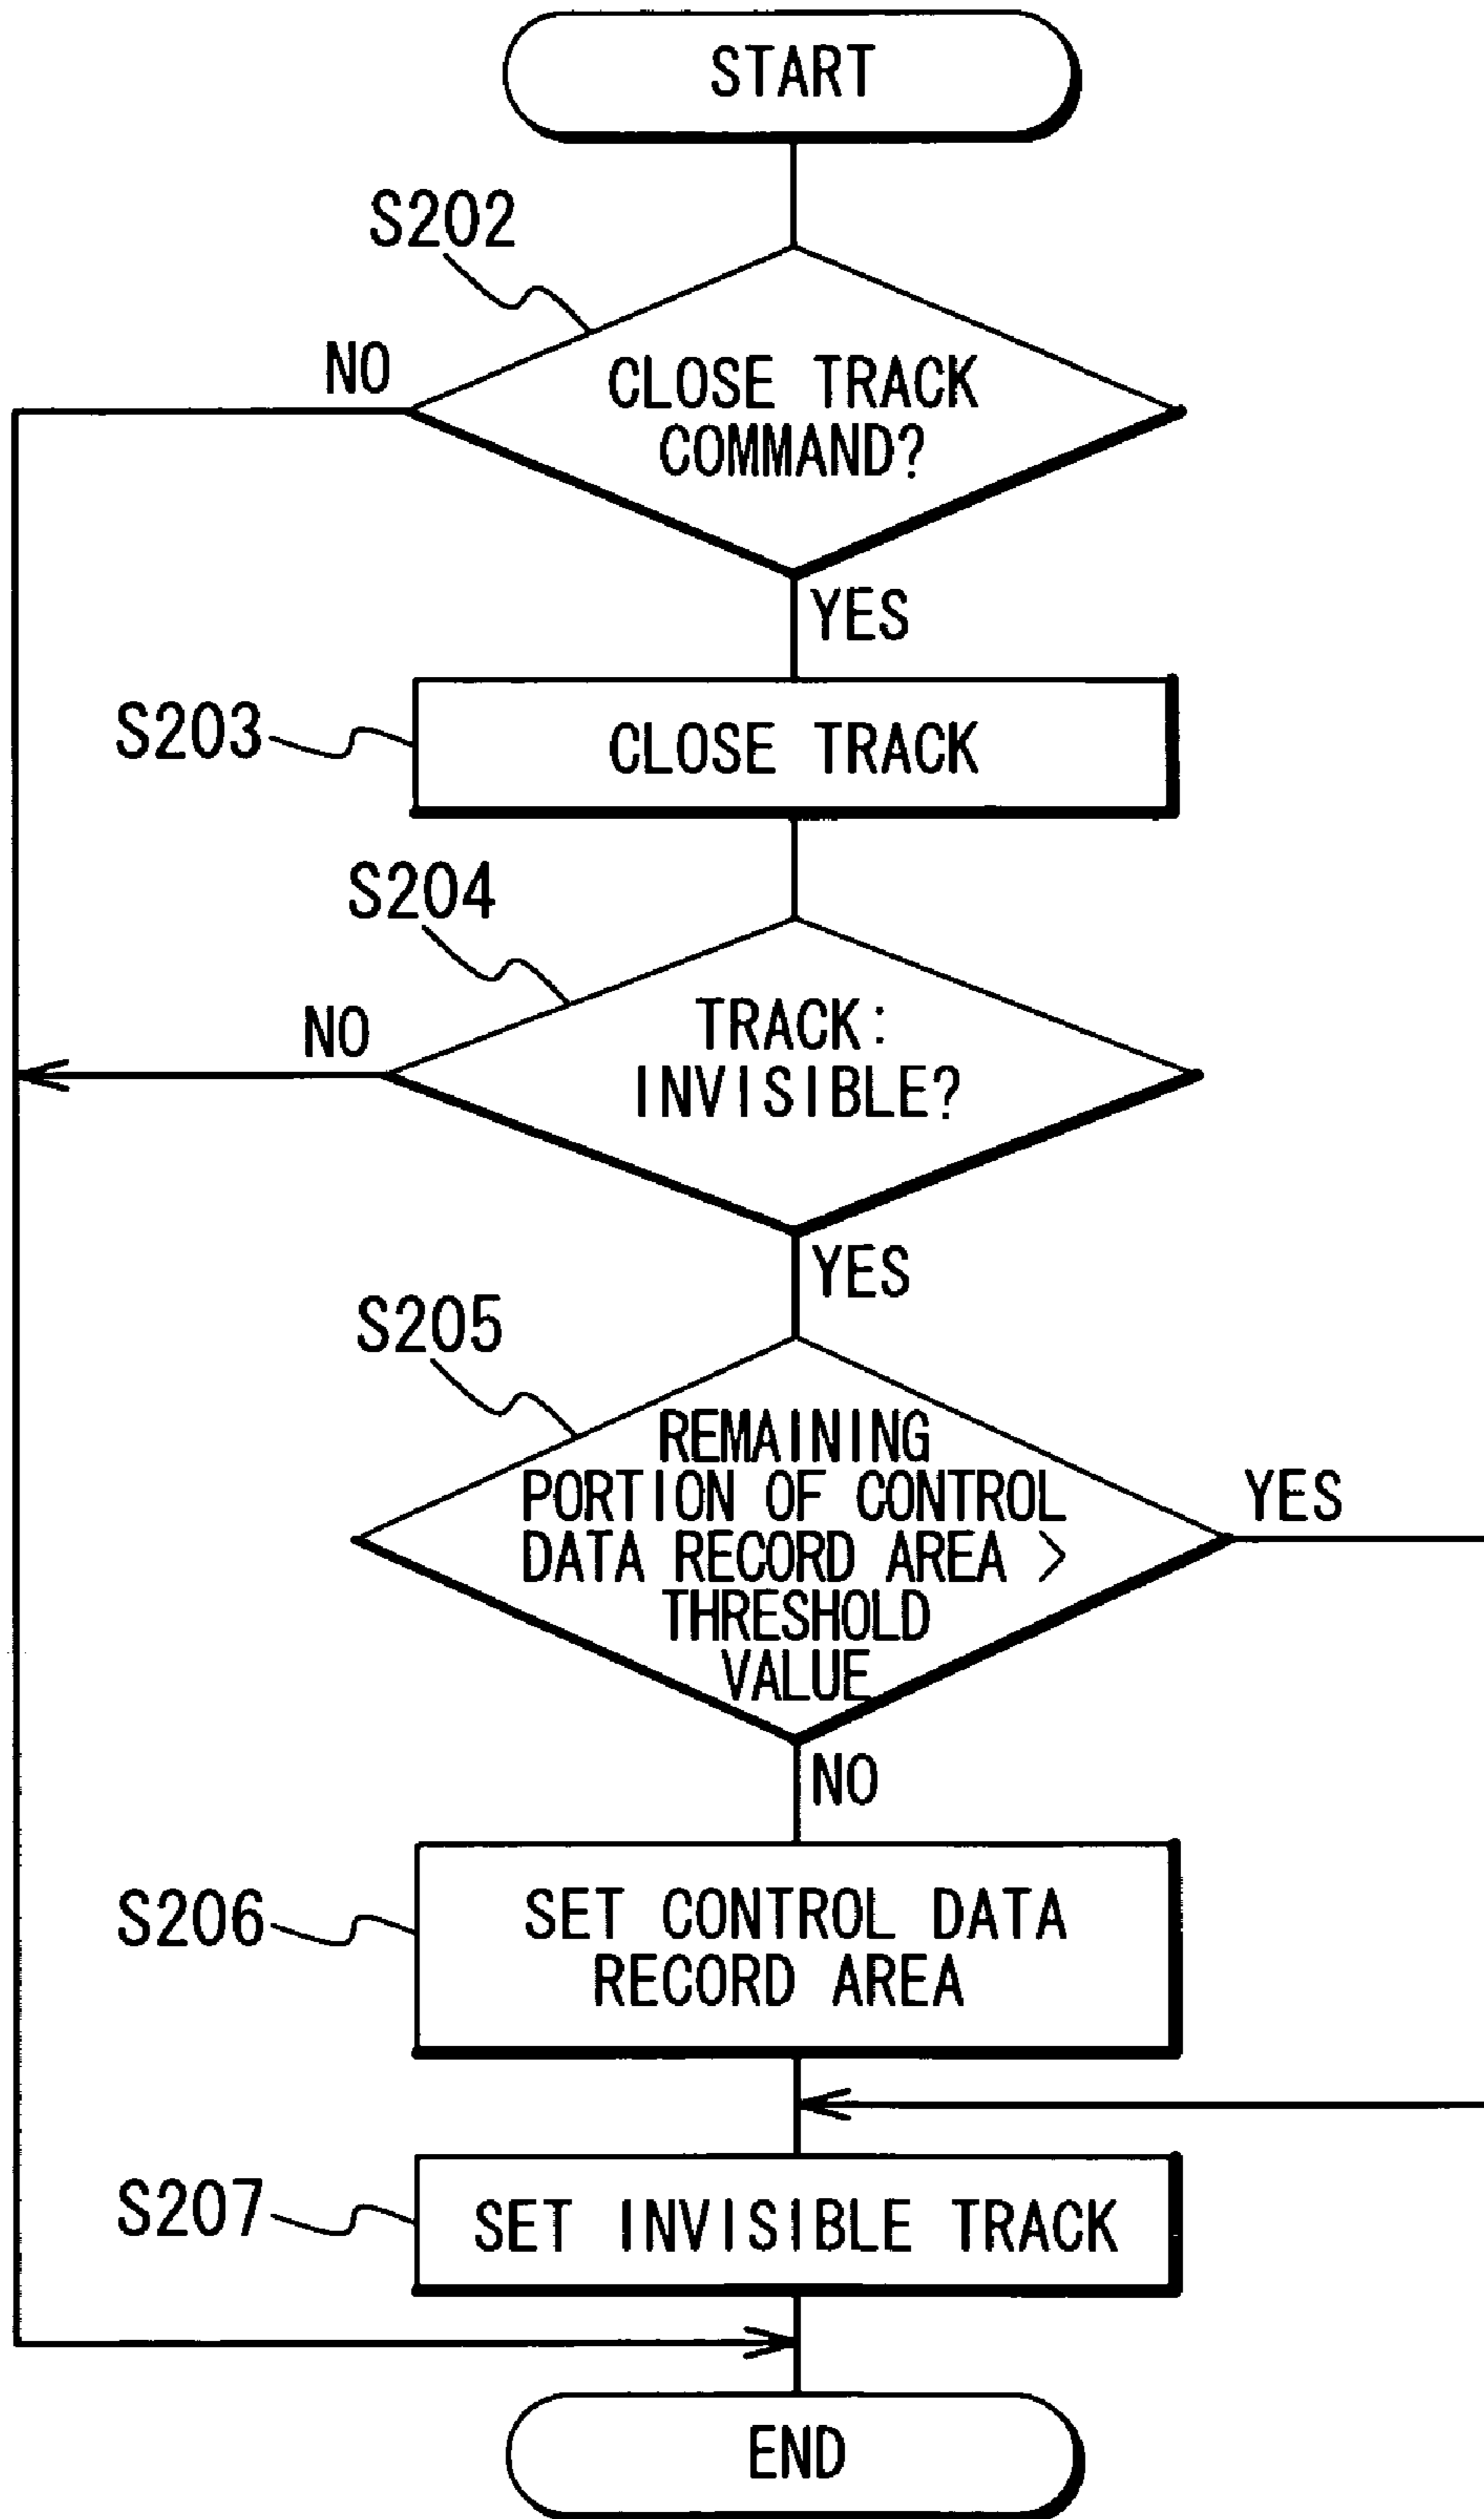 START
S202
NO
CLOSE TRACK
COMMAND?
YES
S203
CLOSE TRACK
S204
NO
TRACK:
INVISIBLE?
YES
S205
REMAINING
PORTION OF CONTROL
DATA RECORD AREA >
THRESHOLD
VALUE
YES
NO
S206
SET CONTROL DATA
RECORD AREA
S207
SET INVISIBLE TRACK
END